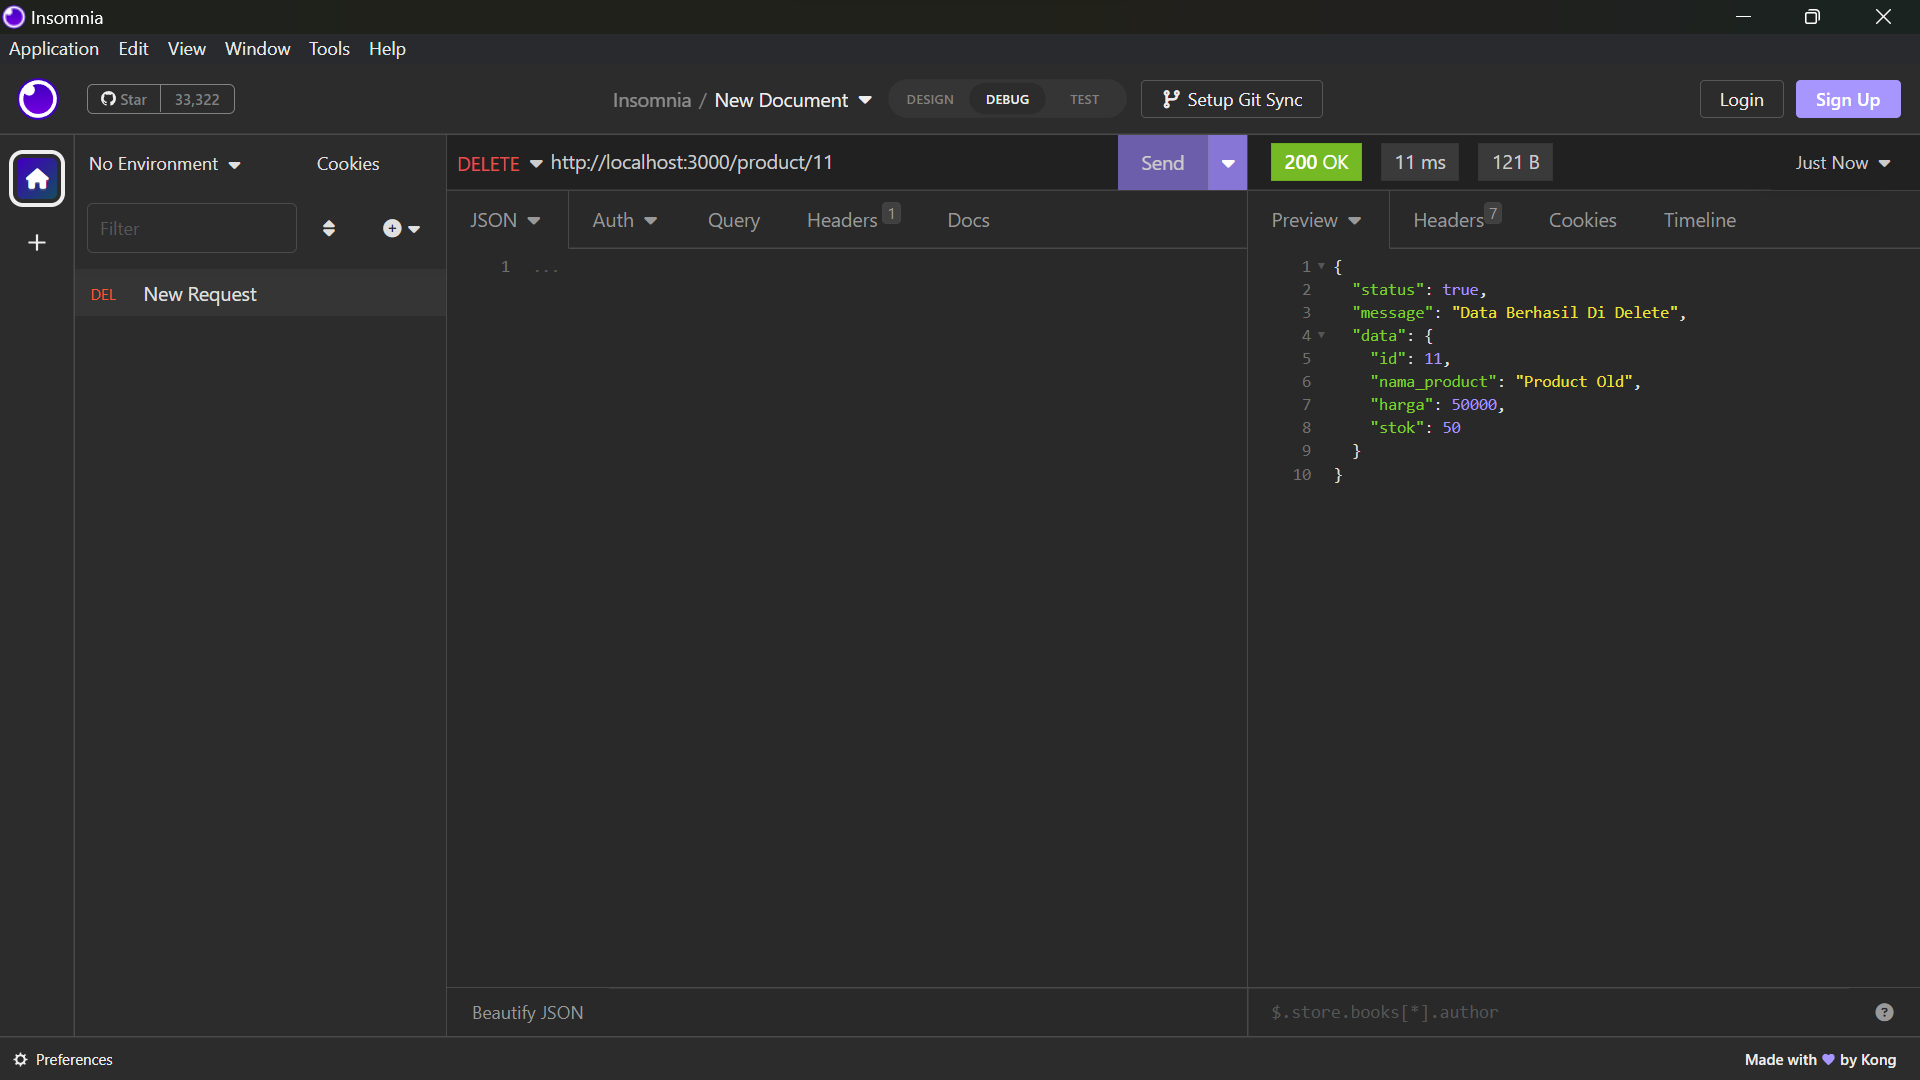 Insomnia
Application Edit View Window Tools Help
Star 33,322
Insomnia / New Document
DESIGN DEBUG TEST
Setup Git Sync
Login Sign Up
No Environment Cookies
Filter
DEL New Request
DELETE http://localhost:3000/product/11 Send
JSON Auth Query Headers 1 Docs
1 ...
Beautify JSON
200 OK 11 ms 121 B Just Now
Preview Headers 7 Cookies Timeline
1 {
2 "status": true,
3 "message": "Data Berhasil Di Delete",
4 "data": {
5 "id": 11,
6 "nama_product": "Product Old",
7 "harga": 50000,
8 "stok": 50
9 }
10 }
$.store.books[*].author ?
Preferences
Made with 💜 by Kong